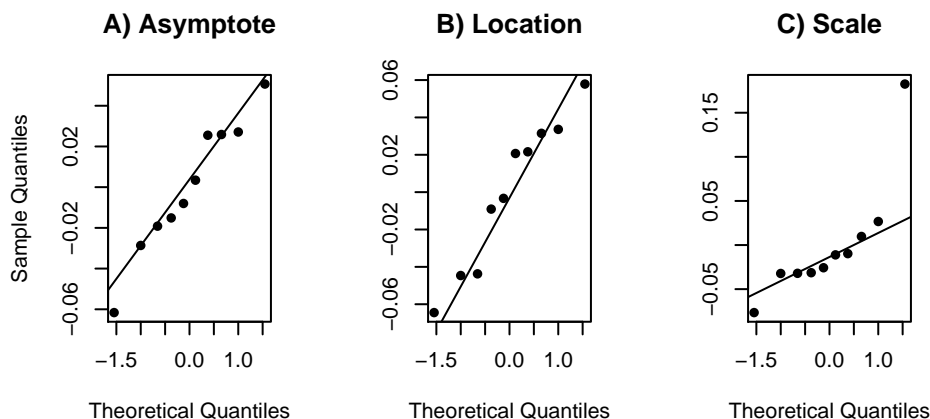 A) Asymptote
B) Location
C) Scale
Sample Quantiles
0.02
−0.02
−0.06
−1.5 0.0 1.0
Theoretical Quantiles
0.06
0.02
−0.02
−0.06
−1.5 0.0 1.0
Theoretical Quantiles
0.15
0.05
−0.05
−1.5 0.0 1.0
Theoretical Quantiles